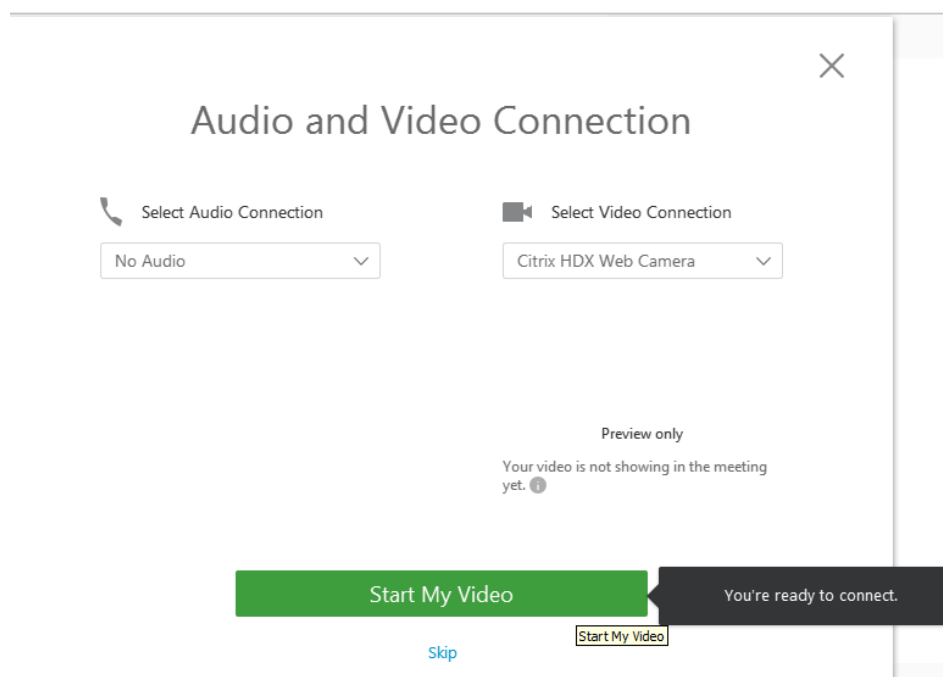 Audio and Video Connection
Select Audio Connection
Select Video Connection
No Audio
Citrix HDX Web Camera
Preview only
Your video is not showing in the meeting
yet.
Start My Video
You're ready to connect.
Start My Video
Skip